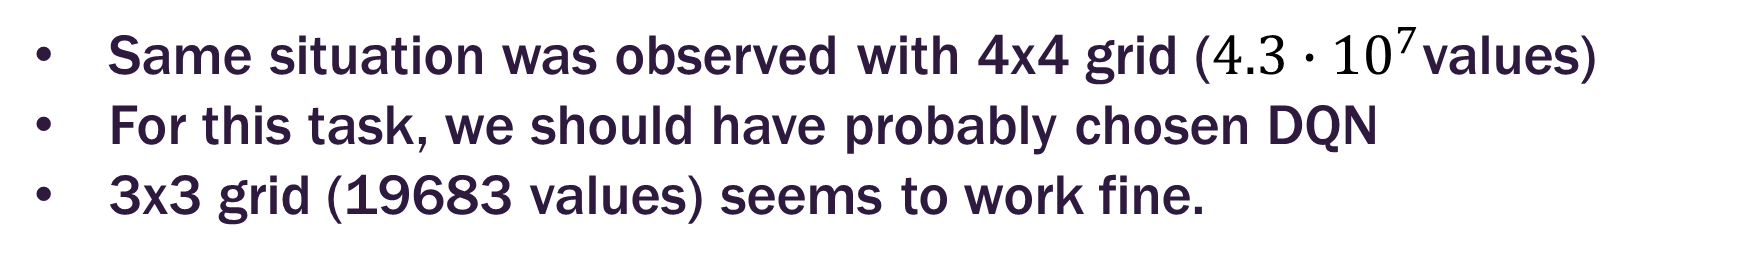 • Same situation was observed with 4x4 grid (4.3 · 10⁷ values)
• For this task, we should have probably chosen DQN
• 3x3 grid (19683 values) seems to work fine.